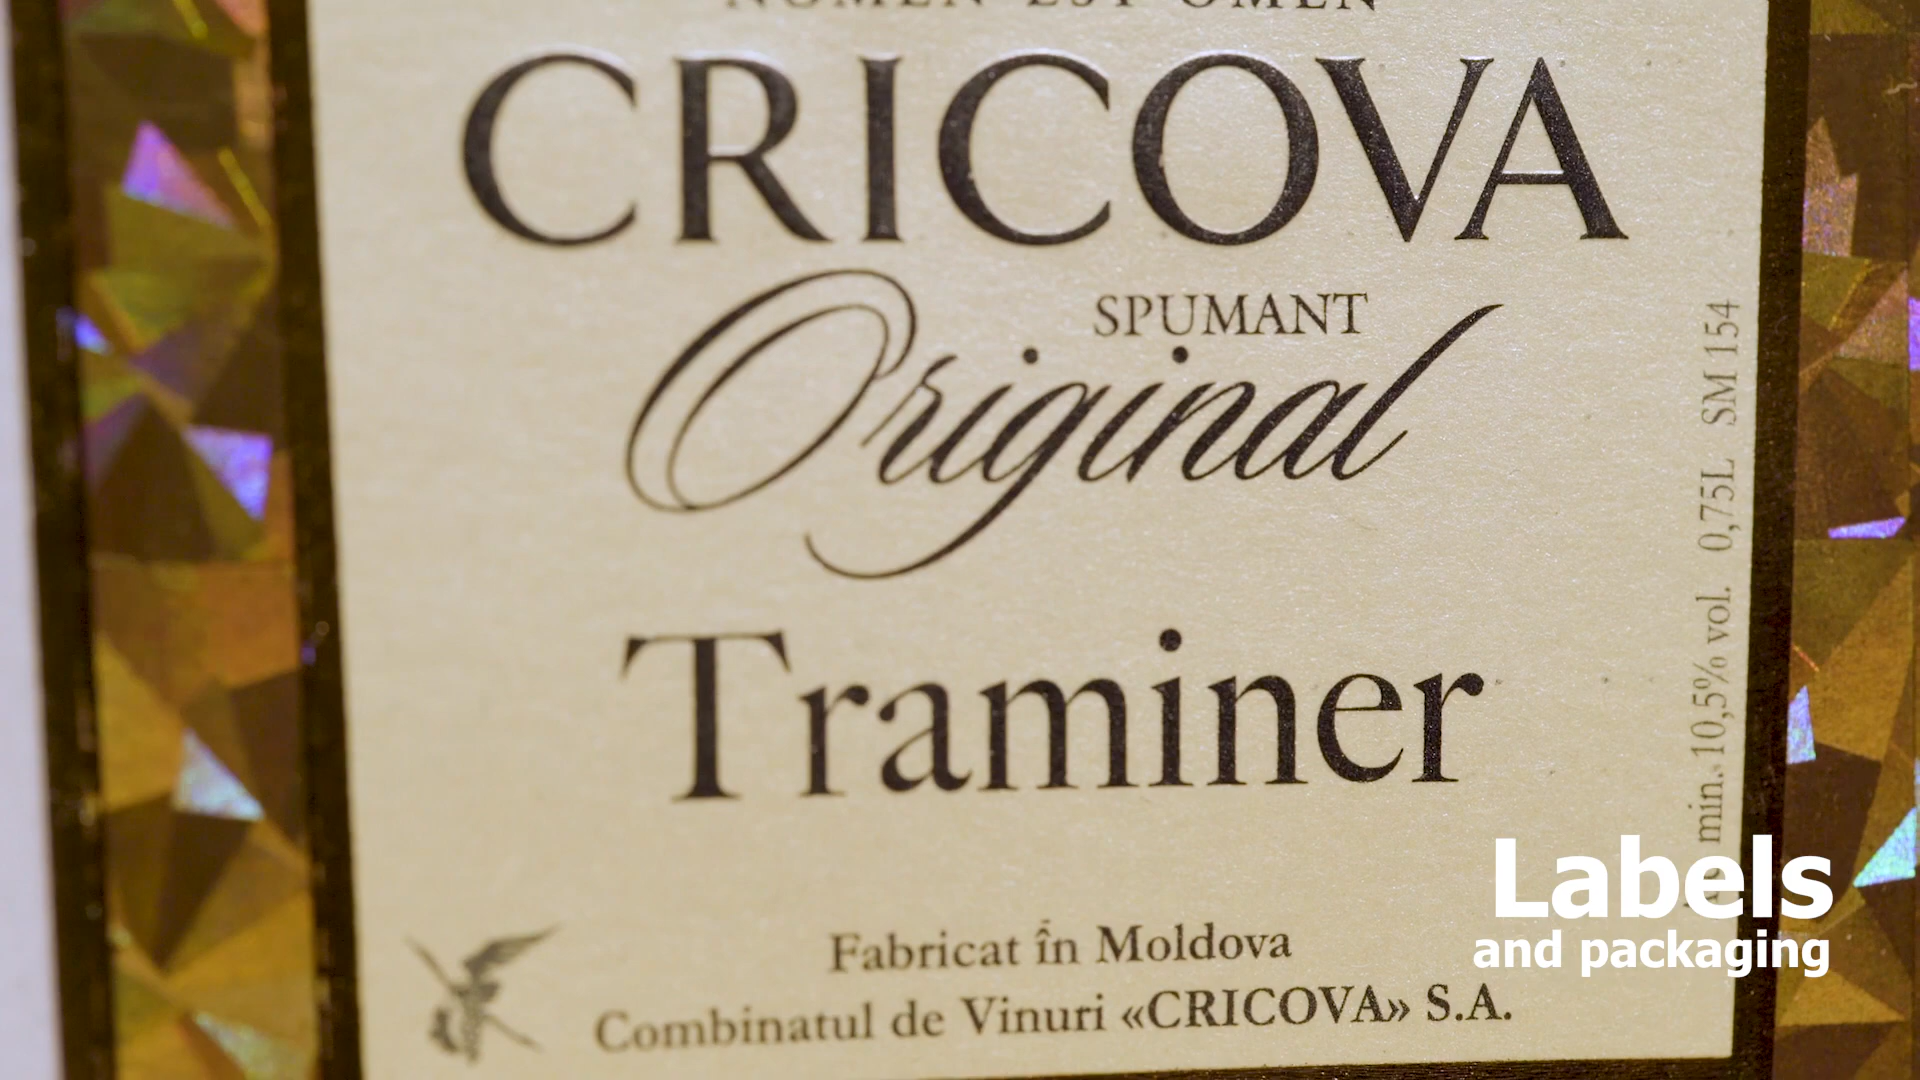 NOMEN EST OMEN
CRICOVA
SPUMANT
Original
Traminer
Fabricat în Moldova
Combinatul de Vinuri «CRICOVA» S.A.
min. 10,5% vol. 0,75L SM 154
Labels
and packaging